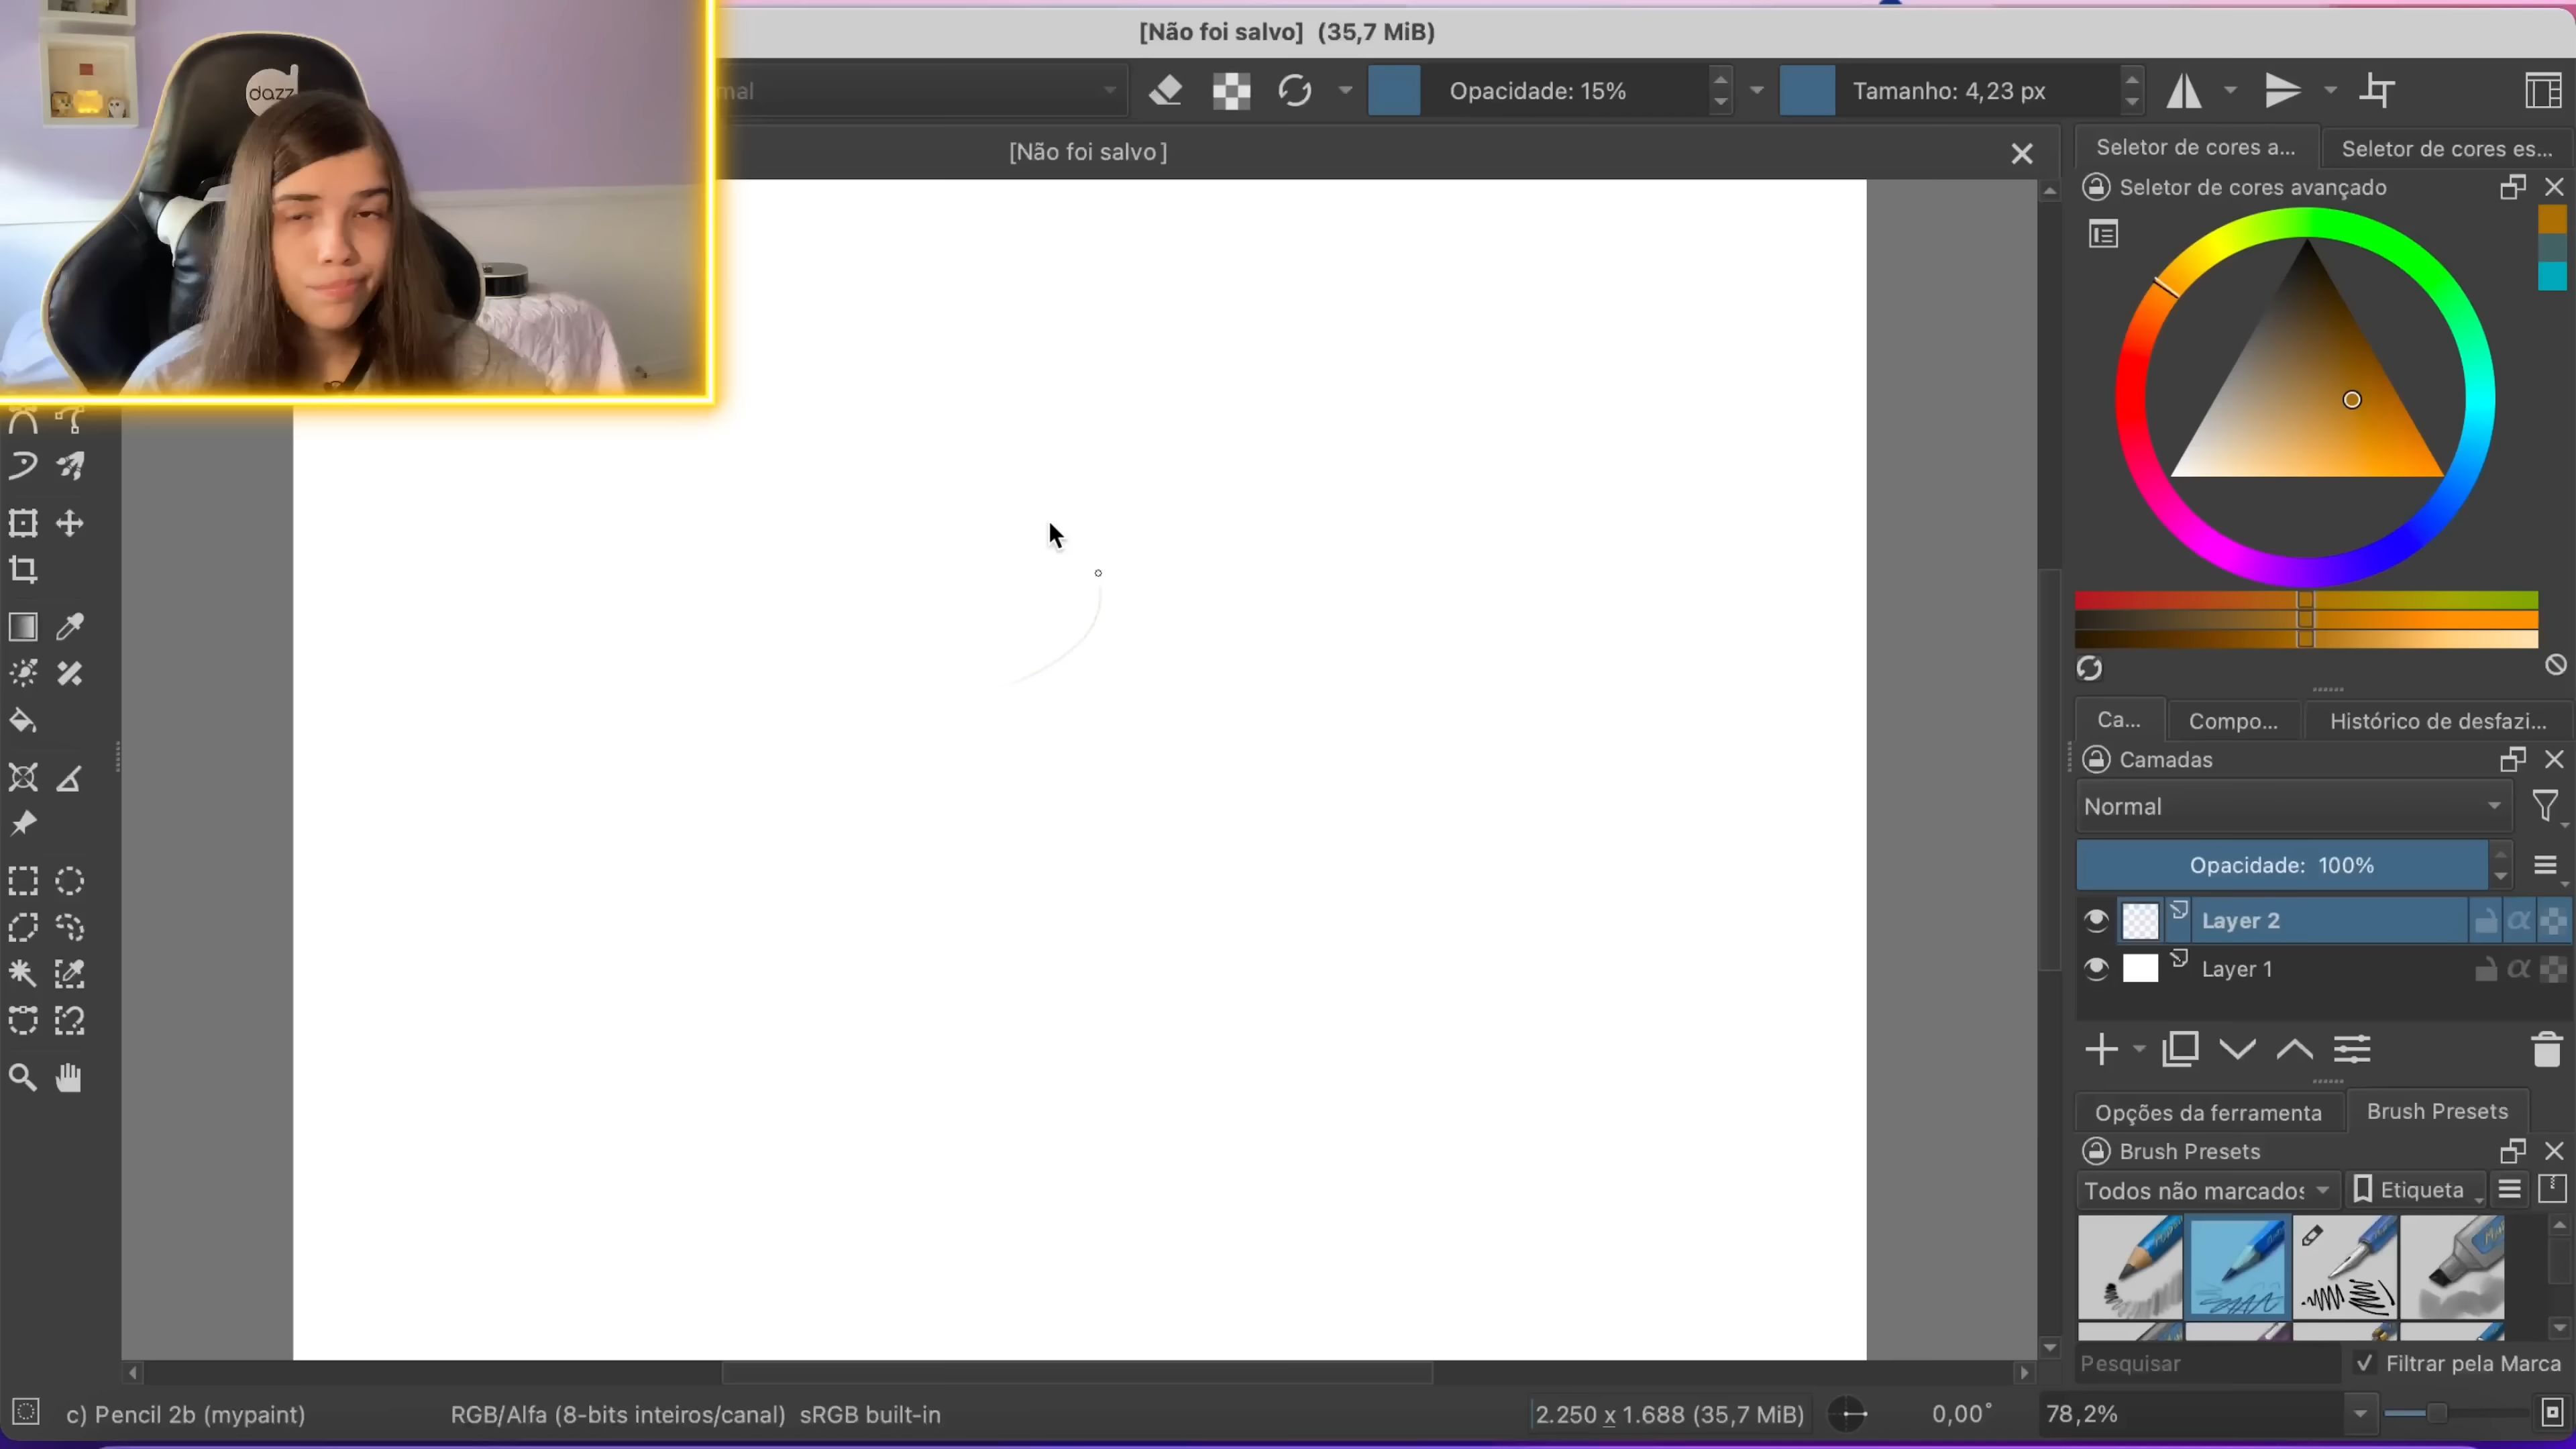 [Não foi salvo] (35,7 MiB)
dazz
mal
Opacidade: 15%
Tamanho: 4,23 px
[Não foi salvo]
Seletor de cores a...
Seletor de cores es...
Seletor de cores avançado
Ca...
Compo...
Histórico de desfazi...
Camadas
Normal
Opacidade: 100%
Layer 2
Layer 1
Opções da ferramenta
Brush Presets
Brush Presets
Todos não marcados
Etiqueta
Pesquisar
Filtrar pela Marca
c) Pencil 2b (mypaint)
RGB/Alfa (8-bits inteiros/canal) sRGB built-in
2.250 x 1.688 (35,7 MiB)
0,00°
78,2%